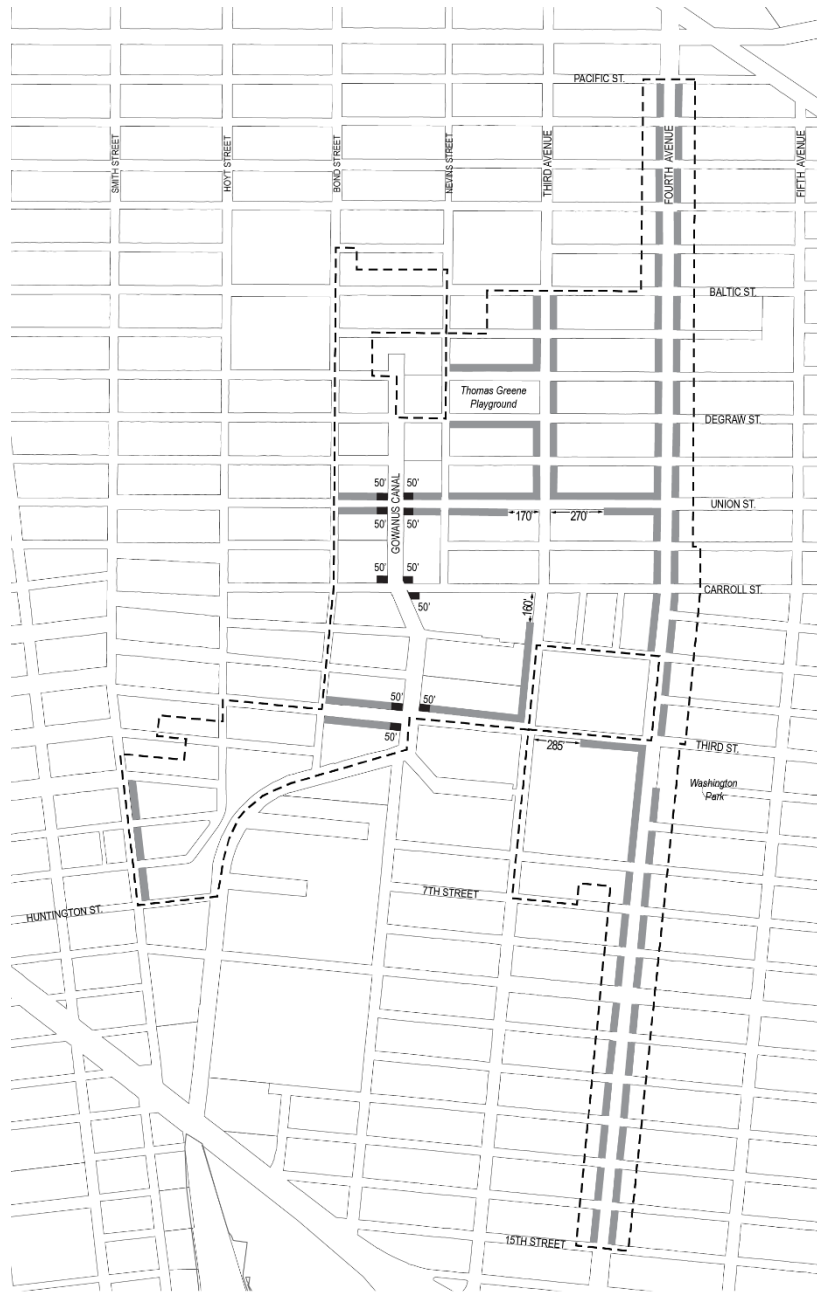 PACIFIC ST.
SMITH STREET
HOYT STREET
BOND STREET
NEVINS STREET
THIRD AVENUE
FOURTH AVENUE
FIFTH AVENUE
BALTIC ST.
Thomas Greene
Playground
DEGRAW ST.
50'
50'
GOWANUS CANAL
UNION ST.
170'
270'
50'
50'
50'
50'
CARROLL ST.
50'
160'
50'
50'
50'
285'
THIRD ST.
Washington
Park
7TH STREET
HUNTINGTON ST.
15TH STREET